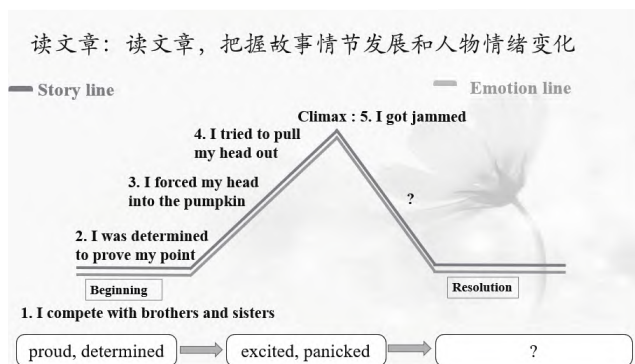 读文章：读文章，把握故事情节发展和人物情绪变化
Story line
Emotion line
Climax : 5. I got jammed
4. I tried to pull
my head out
3. I forced my head
into the pumpkin
?
2. I was determined
to prove my point
Beginning
Resolution
1. I compete with brothers and sisters
proud, determined
excited, panicked
?